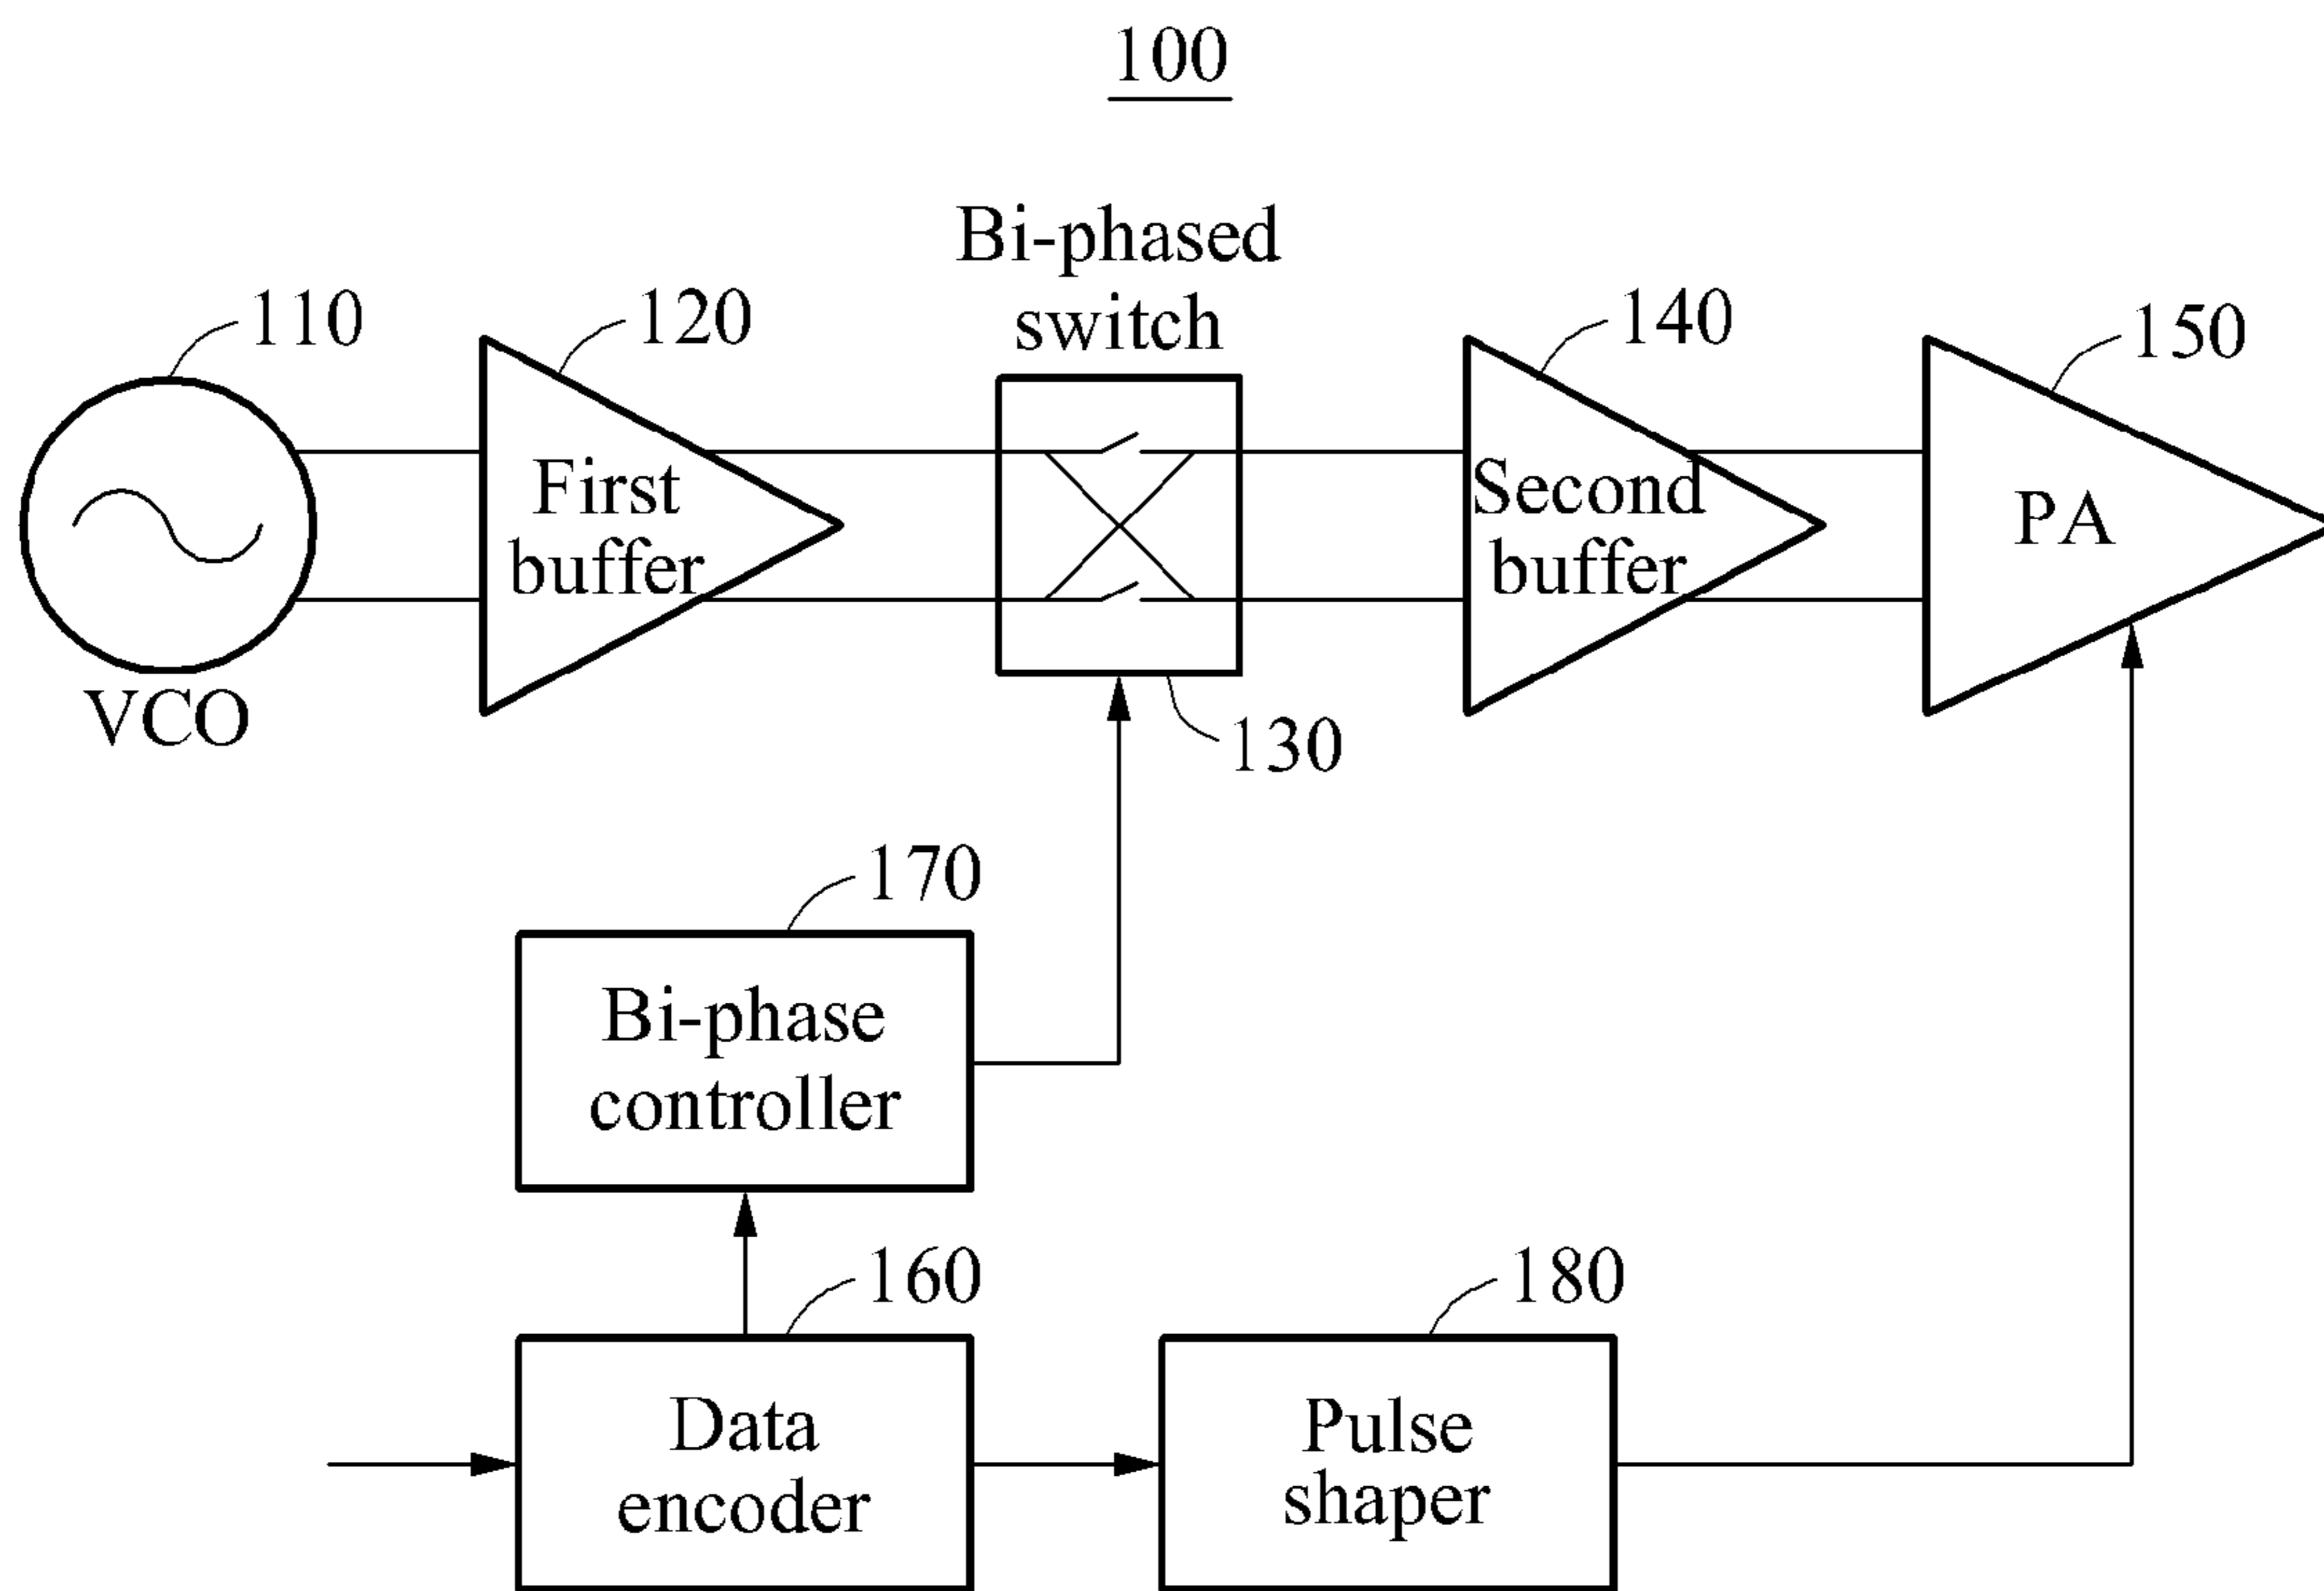 100
Bi-phased
switch
110
120
140
150
First
buffer
Second
buffer
PA
VCO
130
170
Bi-phase
controller
160
180
Data
encoder
Pulse
shaper